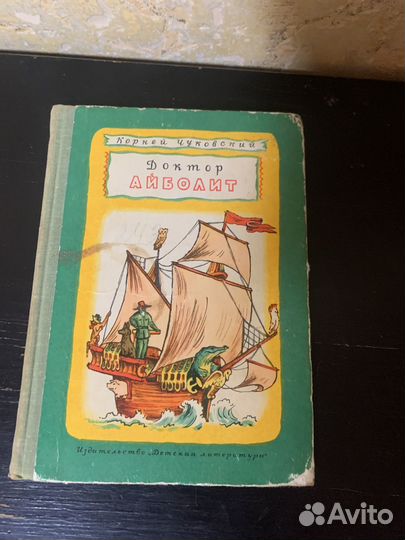 Корней Чуковский
Доктор
АЙБОЛИТ
Издательство „Детская литература"
Avito